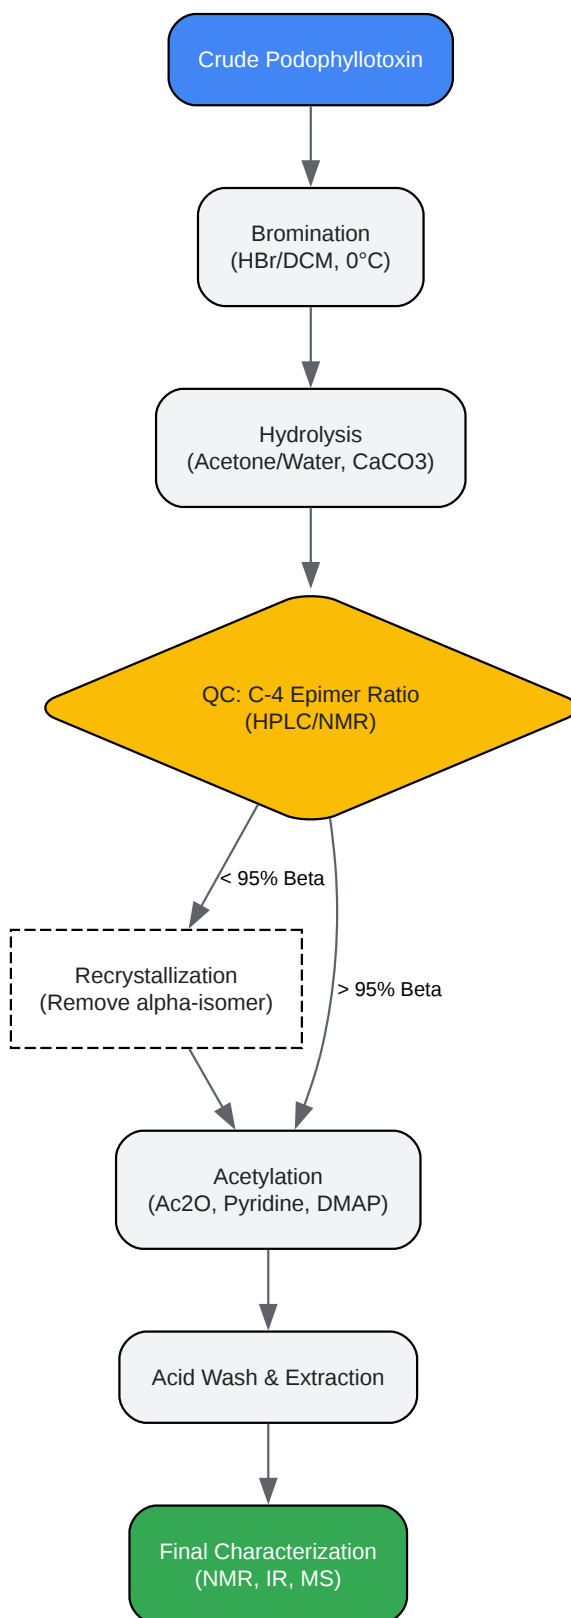 Crude Podophyllotoxin
Bromination
(HBr/DCM, 0°C)
Hydrolysis
(Acetone/Water, CaCO3)
QC: C-4 Epimer Ratio
(HPLC/NMR)
< 95% Beta
Recrystallization
(Remove alpha-isomer)
> 95% Beta
Acetylation
(Ac2O, Pyridine, DMAP)
Acid Wash & Extraction
Final Characterization
(NMR, IR, MS)